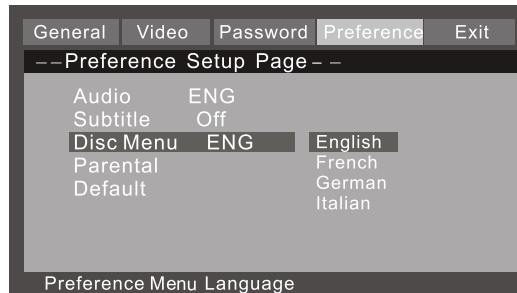 General Video Password Preference Exit
--Preference Setup Page--
Audio ENG
Subtitle Off
Disc Menu ENG English
Parental French
Default German
Italian
Preference Menu Language